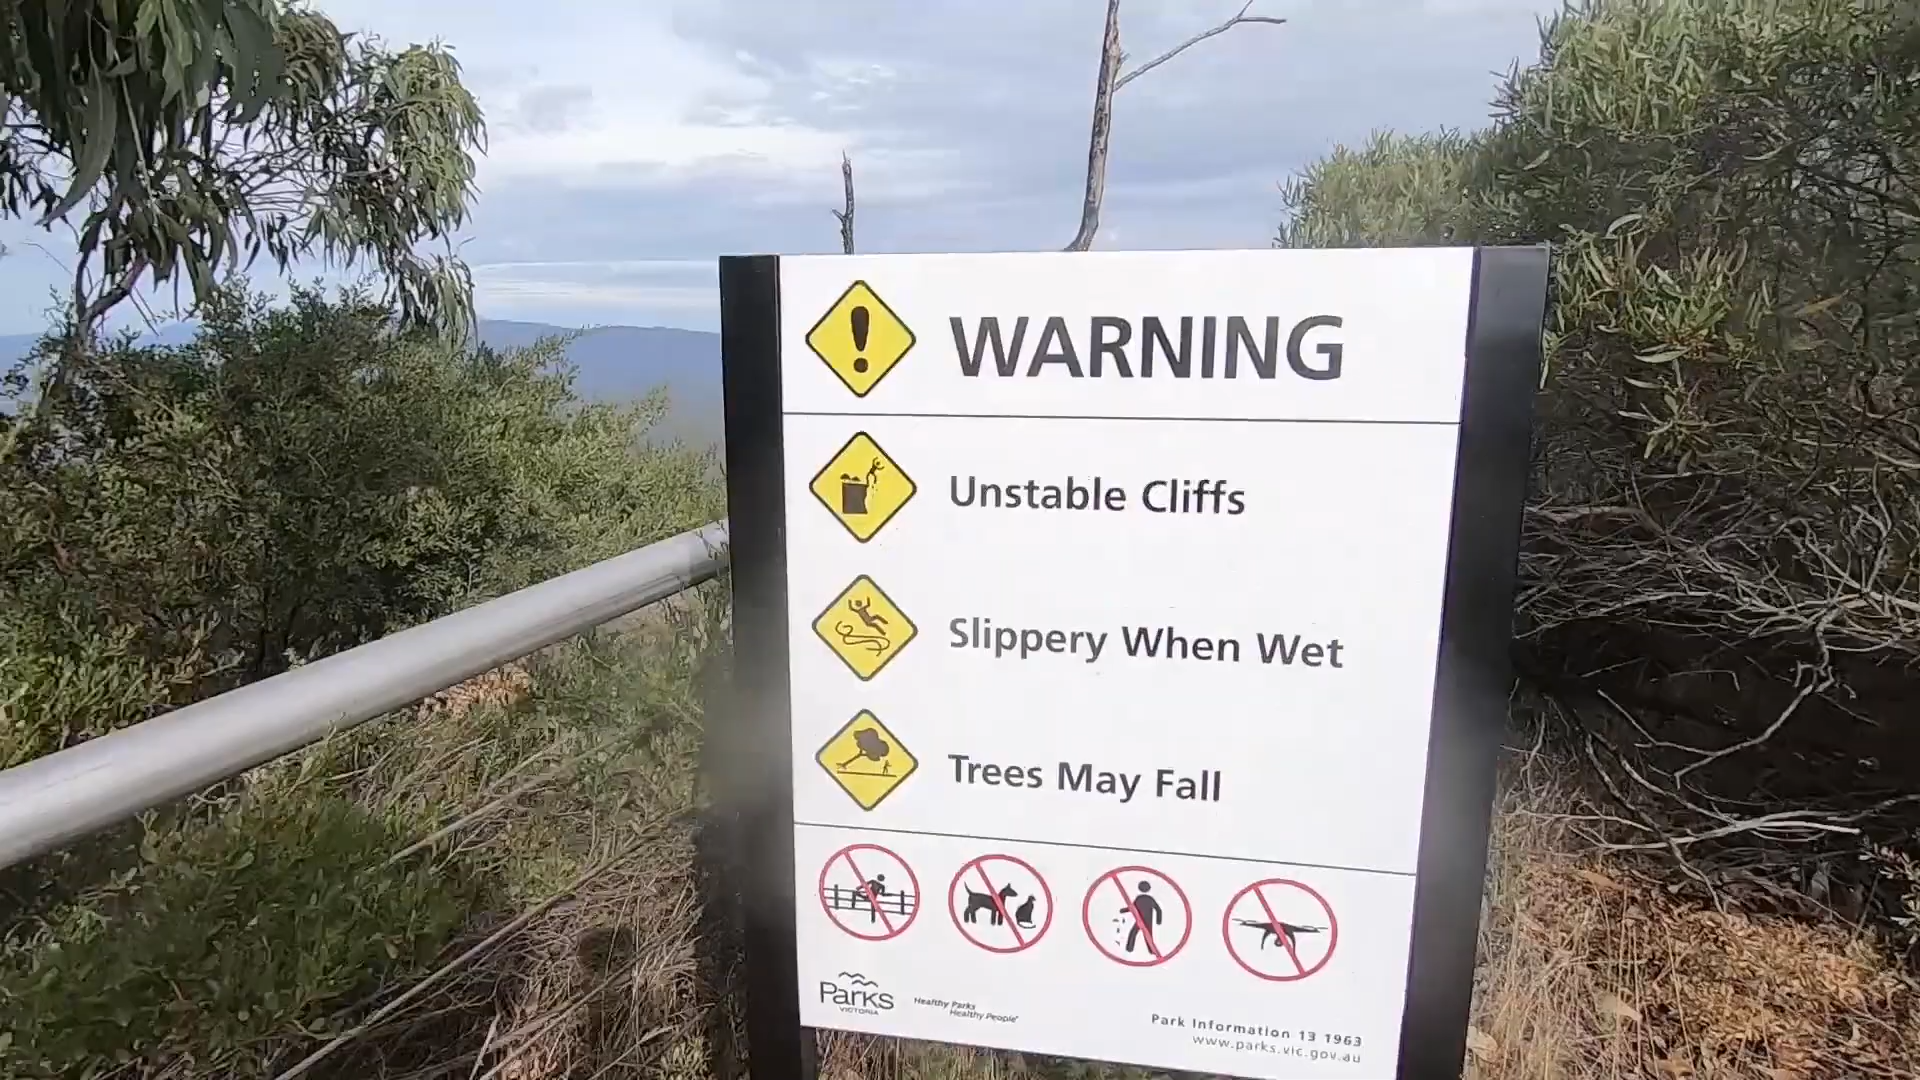 WARNING
Unstable Cliffs
Slippery When Wet
Trees May Fall
Parks
VICTORIA
Healthy Parks
Healthy People
Park Information 13 1963
www.parks.vic.gov.au